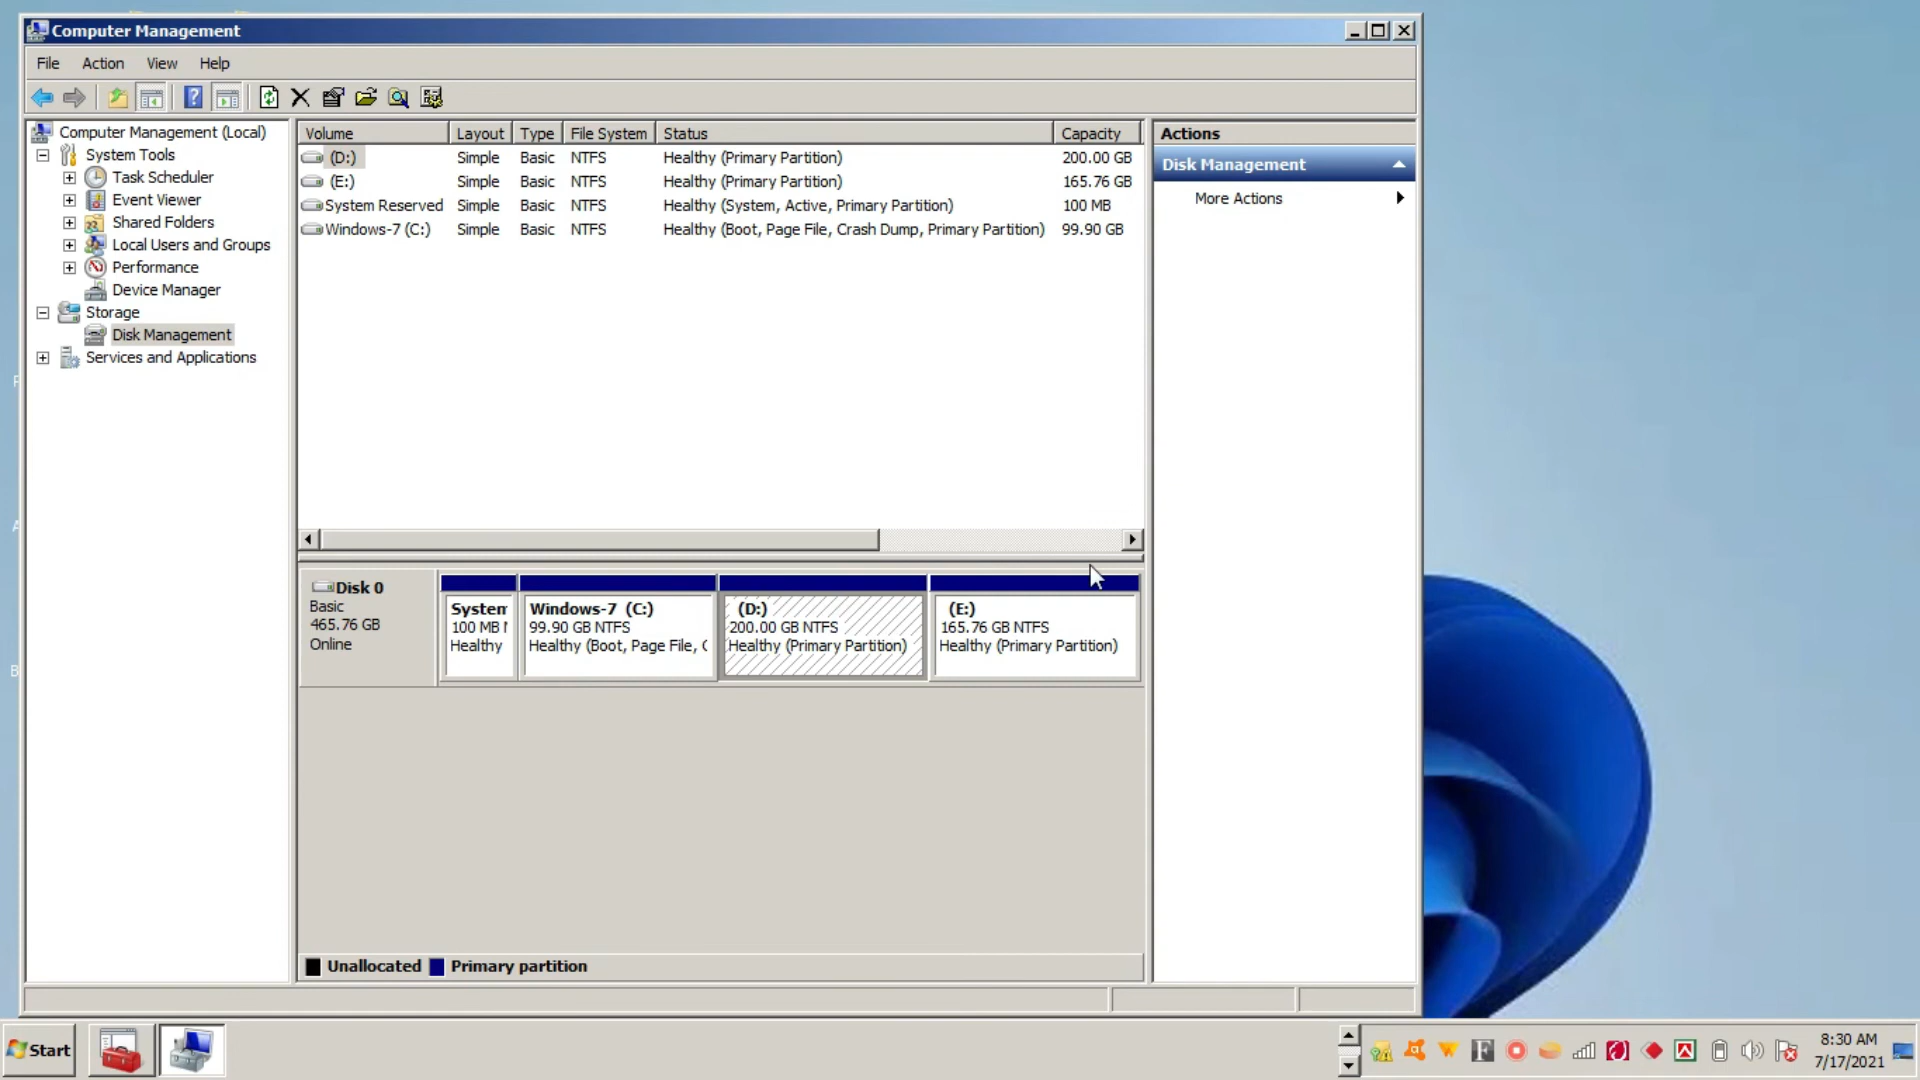 Computer Management
File Action View Help
Computer Management (Local)
System Tools
Task Scheduler
Event Viewer
Shared Folders
Local Users and Groups
Performance
Device Manager
Storage
Disk Management
Services and Applications
Volume Layout Type File System Status Capacity
(D:) Simple Basic NTFS Healthy (Primary Partition) 200.00 GB
(E:) Simple Basic NTFS Healthy (Primary Partition) 165.76 GB
System Reserved Simple Basic NTFS Healthy (System, Active, Primary Partition) 100 MB
Windows-7 (C:) Simple Basic NTFS Healthy (Boot, Page File, Crash Dump, Primary Partition) 99.90 GB
Disk 0
Basic
465.76 GB
Online
System
100 MB
Healthy
Windows-7 (C:)
99.90 GB NTFS
Healthy (Boot, Page File, C
(D:)
200.00 GB NTFS
Healthy (Primary Partition)
(E:)
165.76 GB NTFS
Healthy (Primary Partition)
Unallocated Primary partition
Actions
Disk Management
More Actions
Start
8:30 AM
7/17/2021